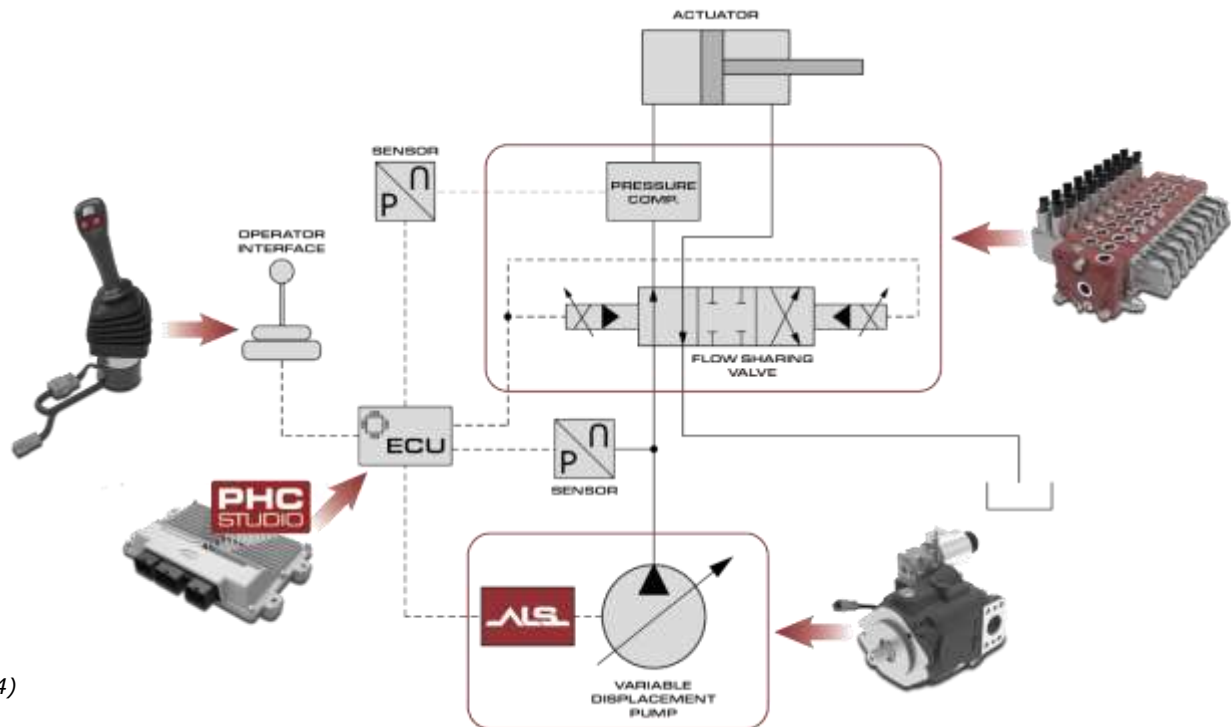 ACTUATOR
SENSOR
P U
PRESSURE
COMP.
OPERATOR
INTERFACE
FLOW SHARING
VALVE
ECU
P U
SENSOR
PHC
STUDIO
ALS
VARIABLE
DISPLACEMENT
PUMP
4)